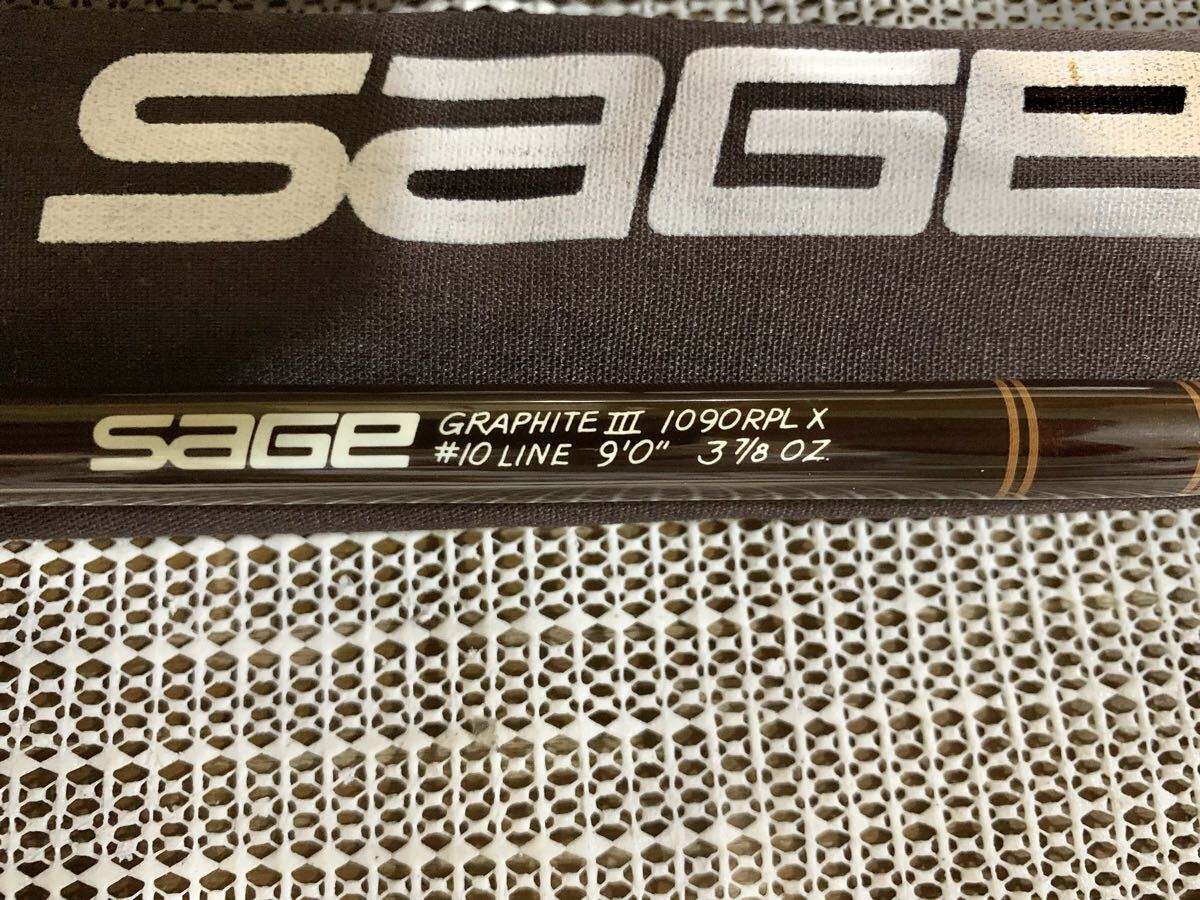 SAGE
SAGE
GRAPHITE III 1090RPL X
#10 LINE 9'0" 3 7/8 OZ.